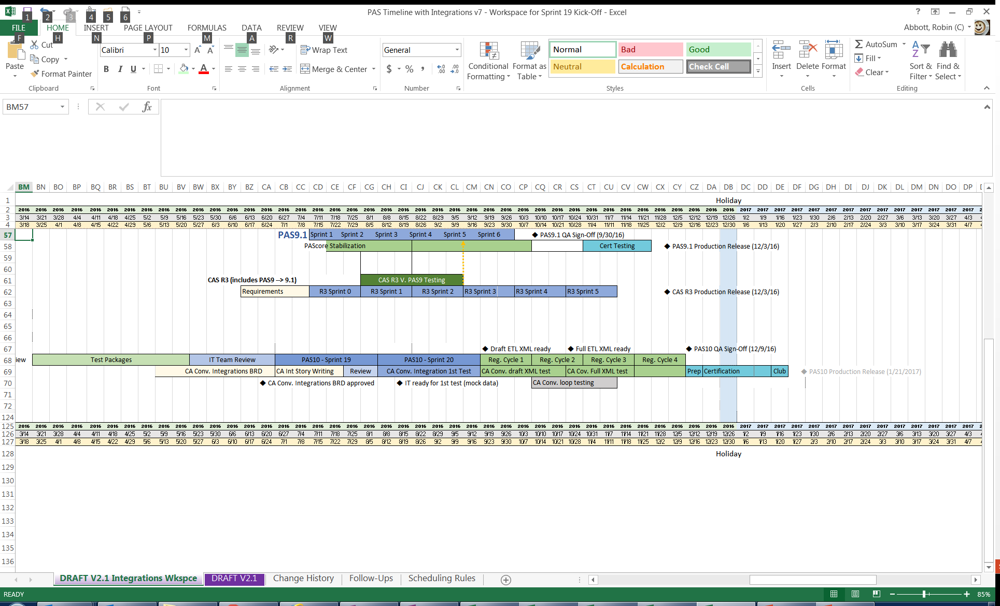 PAS Timeline with Integrations v7 - Workspace for Sprint 19 Kick-Off - Excel
1 2 3 4 5 6
FILE HOME INSERT PAGE LAYOUT FORMULAS DATA REVIEW VIEW
Abbott, Robin (C)
F H N P M A R W
Paste Cut
Copy
Format Painter
Calibri 10
Wrap Text
Merge & Center
General
Conditional Formatting
Format as Table
Normal Bad Good
Neutral Calculation Check Cell
Insert Delete Format
AutoSum
Fill
Clear
Sort & Filter
Find & Select
Clipboard Font Alignment Number Styles Cells Editing
BM57 fx
BM BN BO BP BQ BR BS BT BU BV BW BX BY BZ CA CB CC CD CE CF CG CH CI CJ CK CL CM CN CO CP CQ CR CS CT CU CV CW CX CY CZ DA DB DC DD DE DF DG DH DI DJ DK DL DM DN DO DP
1 Holiday
2 2016 2016 2016 2016 2016 2016 2016 2016 2016 2016 2016 2016 2016 2016 2016 2016 2016 2016 2016 2016 2016 2016 2016 2016 2016 2016 2016 2016 2016 2016 2016 2016 2016 2016 2016 2016 2016 2016 2016 2016 2016 2016 2017 2017 2017 2017 2017 2017 2017 2017 2017 2017 2017 2017 2017 2017
3 3/14 3/21 3/28 4/4 4/11 4/18 4/25 5/2 5/9 5/16 5/23 5/30 6/6 6/13 6/20 6/27 7/4 7/11 7/18 7/25 8/1 8/8 8/15 8/22 8/29 9/5 9/12 9/19 9/26 10/3 10/10 10/17 10/24 10/31 11/7 11/14 11/21 11/28 12/5 12/12 12/19 12/26 1/2 1/9 1/16 1/23 1/30 2/6 2/13 2/20 2/27 3/6 3/13 3/20 3/27 4/3
4 3/18 3/25 4/1 4/8 4/15 4/22 4/29 5/6 5/13 5/20 5/27 6/3 6/10 6/17 6/24 7/1 7/8 7/15 7/22 7/29 8/5 8/12 8/19 8/26 9/2 9/9 9/16 9/23 9/30 10/7 10/14 10/21 10/28 11/4 11/11 11/18 11/25 12/2 12/9 12/16 12/23 12/30 1/6 1/13 1/20 1/27 2/3 2/10 2/17 2/24 3/3 3/10 3/17 3/24 3/31 4/7
57 PAS9.1 Sprint 1 Sprint 2 Sprint 3 Sprint 4 Sprint 5 Sprint 6 ◆ PAS9.1 QA Sign-Off (9/30/16)
58 PAScore Stabilization Cert Testing ◆ PAS9.1 Production Release (12/3/16)
59
60
61 CAS R3 (includes PAS9 --> 9.1) CAS R3 V. PAS9 Testing
62 Requirements R3 Sprint 0 R3 Sprint 1 R3 Sprint 2 R3 Sprint 3 R3 Sprint 4 R3 Sprint 5 ◆ CAS R3 Production Release (12/3/16)
63
64
65
66
67 ◆ Draft ETL XML ready ◆ Full ETL XML ready ◆ PAS10 QA Sign-Off (12/9/16)
68 iew Test Packages IT Team Review PAS10 - Sprint 19 PAS10 - Sprint 20 Reg. Cycle 1 Reg. Cycle 2 Reg. Cycle 3 Reg. Cycle 4
69 CA Conv. Integrations BRD CA Int Story Writing Review CA Conv. Integration 1st Test CA Conv. draft XML test CA Cov. Full XML test Prep Certification Club ◆ PAS10 Production Release (1/21/2017)
70 ◆ CA Conv. Integrations BRD approved ◆ IT ready for 1st test (mock data) CA Conv. loop testing
71
72
124
125 2016 2016 2016 2016 2016 2016 2016 2016 2016 2016 2016 2016 2016 2016 2016 2016 2016 2016 2016 2016 2016 2016 2016 2016 2016 2016 2016 2016 2016 2016 2016 2016 2016 2016 2016 2016 2016 2016 2016 2016 2016 2016 2017 2017 2017 2017 2017 2017 2017 2017 2017 2017 2017 2017 2017 2017
126 3/14 3/21 3/28 4/4 4/11 4/18 4/25 5/2 5/9 5/16 5/23 5/30 6/6 6/13 6/20 6/27 7/4 7/11 7/18 7/25 8/1 8/8 8/15 8/22 8/29 9/5 9/12 9/19 9/26 10/3 10/10 10/17 10/24 10/31 11/7 11/14 11/21 11/28 12/5 12/12 12/19 12/26 1/2 1/9 1/16 1/23 1/30 2/6 2/13 2/20 2/27 3/6 3/13 3/20 3/27 4/3
127 3/18 3/25 4/1 4/8 4/15 4/22 4/29 5/6 5/13 5/20 5/27 6/3 6/10 6/17 6/24 7/1 7/8 7/15 7/22 7/29 8/5 8/12 8/19 8/26 9/2 9/9 9/16 9/23 9/30 10/7 10/14 10/21 10/28 11/4 11/11 11/18 11/25 12/2 12/9 12/16 12/23 12/30 1/6 1/13 1/20 1/27 2/3 2/10 2/17 2/24 3/3 3/10 3/17 3/24 3/31 4/7
128 Holiday
129
130
131
132
133
134
135
136
DRAFT V2.1 Integrations Wkspce DRAFT V2.1 Change History Follow-Ups Scheduling Rules
READY 85%